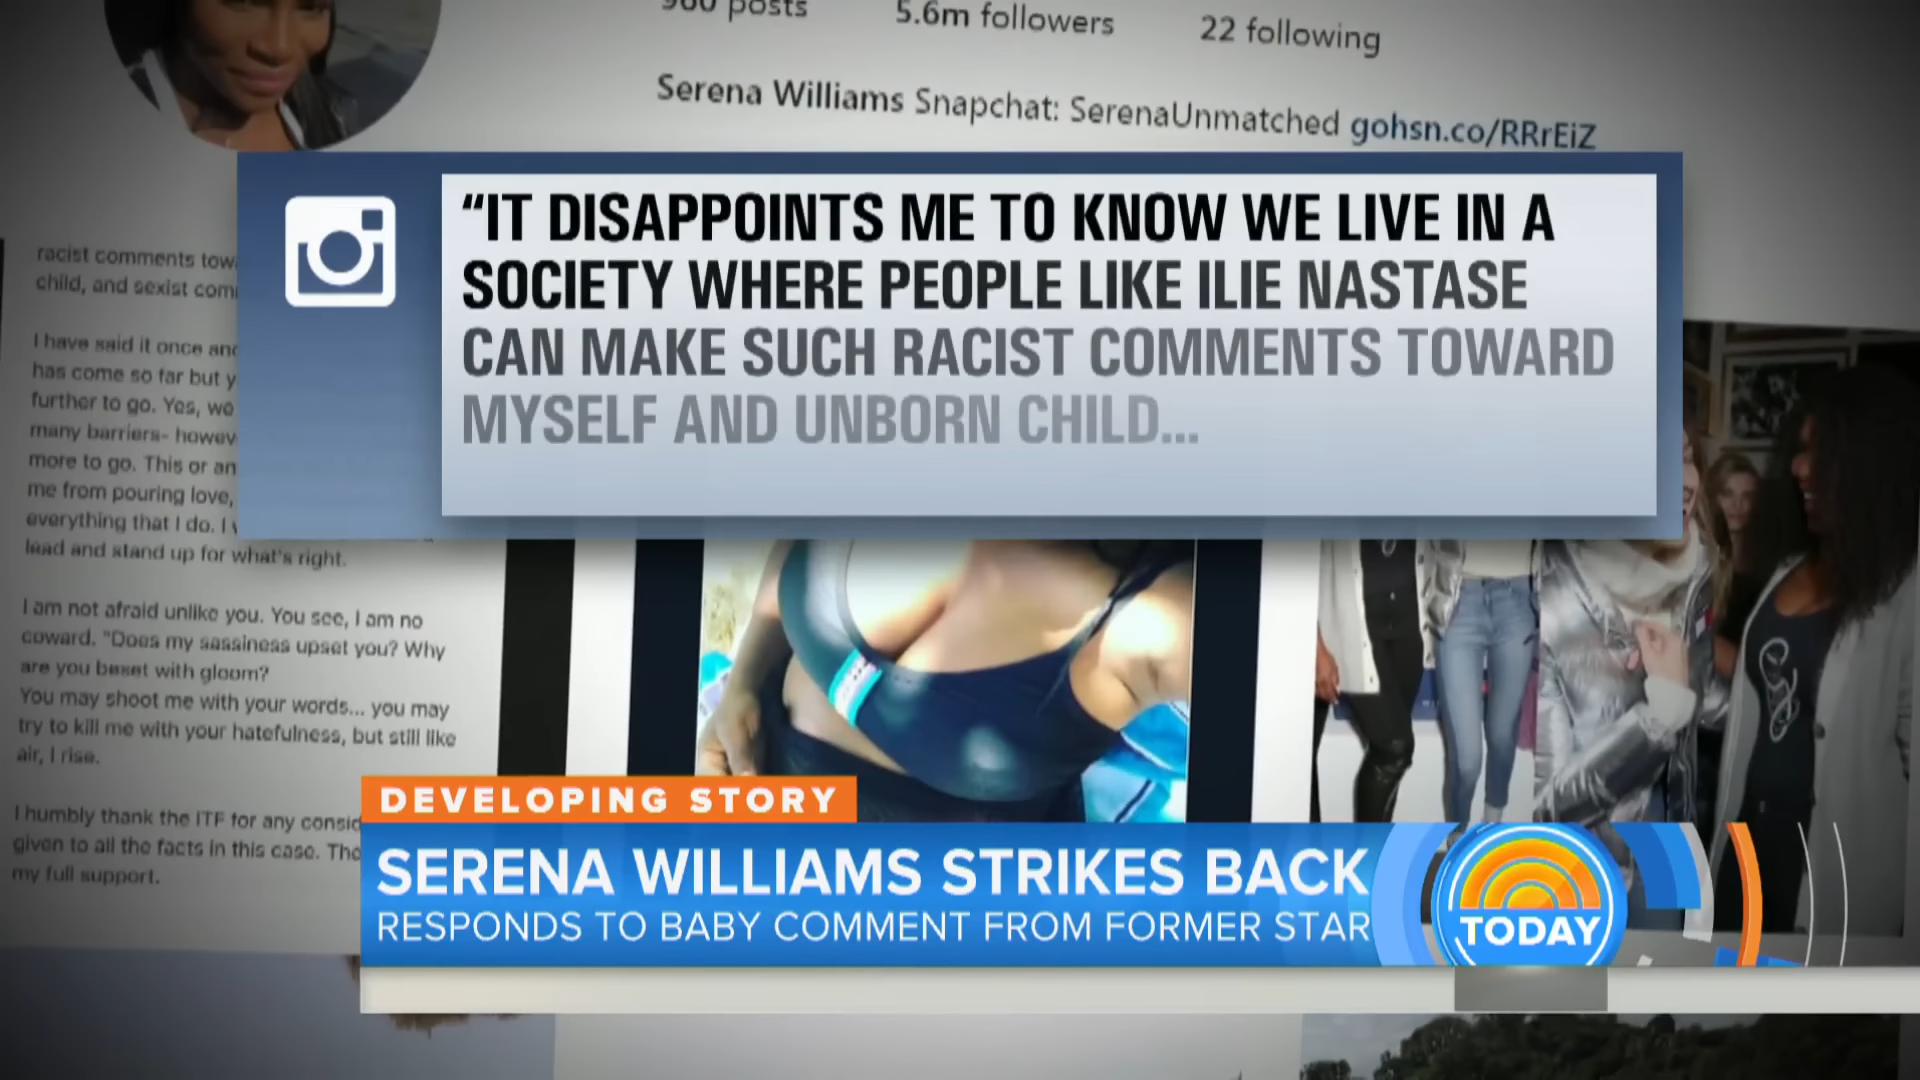 980 posts 5.6m followers 22 following
Serena Williams Snapchat: SerenaUnmatched gohsn.co/RRrEiZ
“IT DISAPPOINTS ME TO KNOW WE LIVE IN A
SOCIETY WHERE PEOPLE LIKE ILIE NASTASE
CAN MAKE SUCH RACIST COMMENTS TOWARD
MYSELF AND UNBORN CHILD...
racist comments tow
child, and sexist com
I have said it once and
has come so far but y
further to go. Yes, we
many barriers- howev
more to go. This or an
me from pouring love,
everything that I do. I
lead and stand up for what's right.
I am not afraid unlike you. You see, I am no
coward. "Does my sassiness upset you? Why
are you beset with gloom?
You may shoot me with your words... you may
try to kill me with your hatefulness, but still like
air, I rise.
I humbly thank the ITF for any consid
given to all the facts in this case. The
my full support.
DEVELOPING STORY
SERENA WILLIAMS STRIKES BACK
RESPONDS TO BABY COMMENT FROM FORMER STAR
TODAY